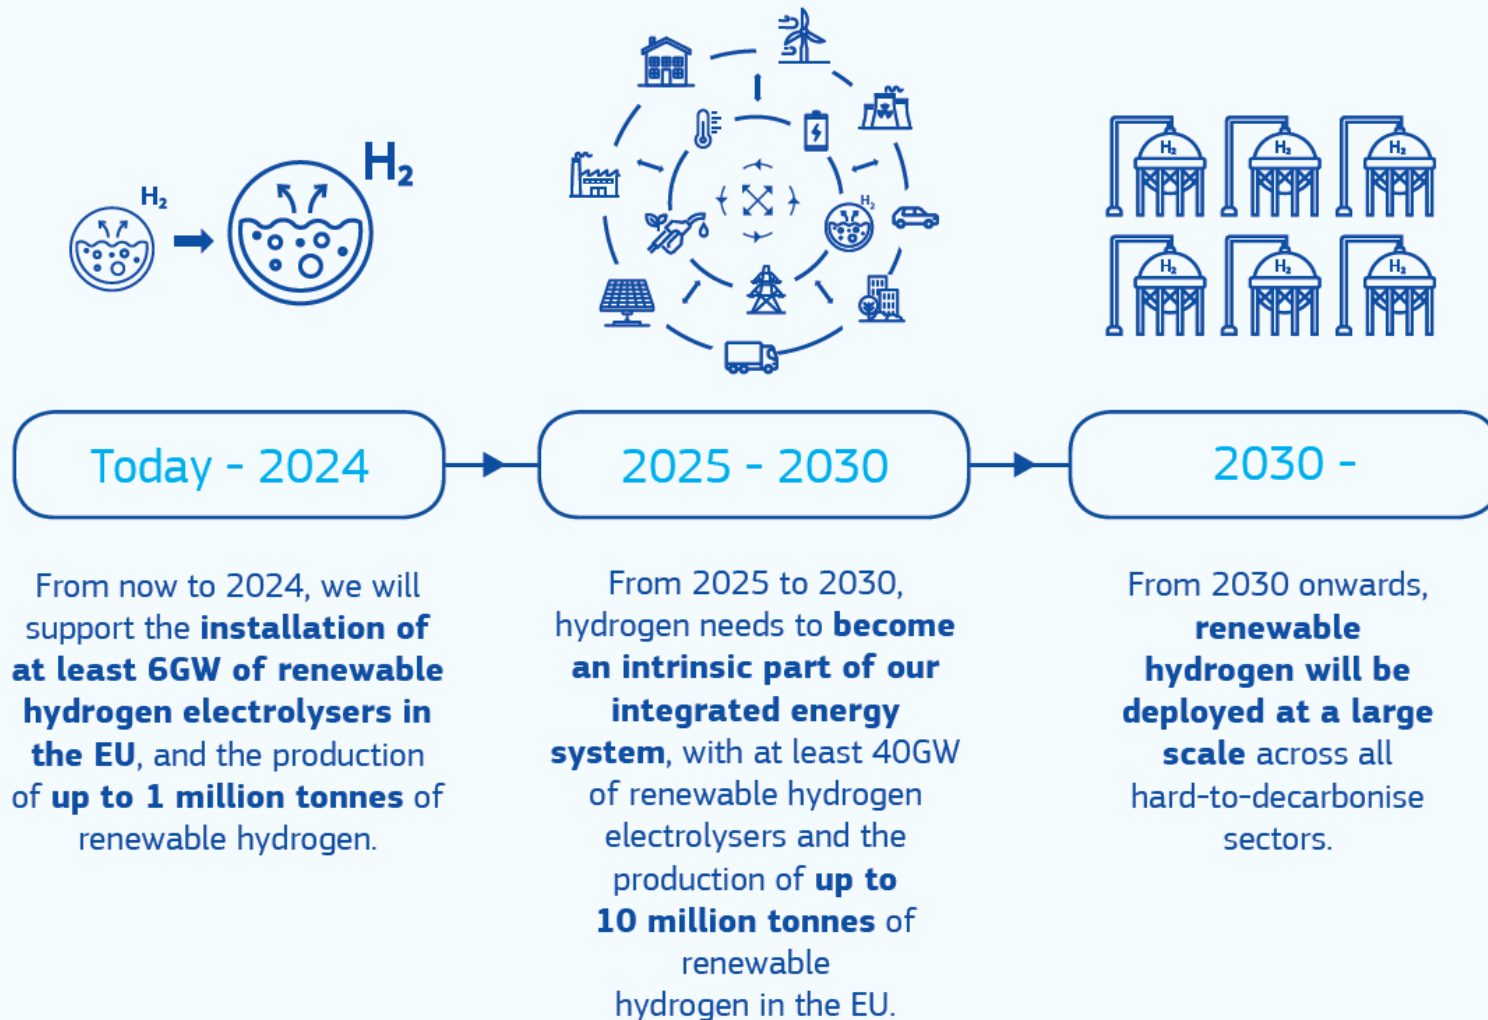 H₂
H₂
H₂
H₂
H₂
H₂
H₂
H₂
H₂
Today - 2024
2025 - 2030
2030 -
From now to 2024, we will
support the installation of
at least 6GW of renewable
hydrogen electrolysers in
the EU, and the production
of up to 1 million tonnes of
renewable hydrogen.
From 2025 to 2030,
hydrogen needs to become
an intrinsic part of our
integrated energy
system, with at least 40GW
of renewable hydrogen
electrolysers and the
production of up to
10 million tonnes of
renewable
hydrogen in the EU.
From 2030 onwards,
renewable
hydrogen will be
deployed at a large
scale across all
hard-to-decarbonise
sectors.